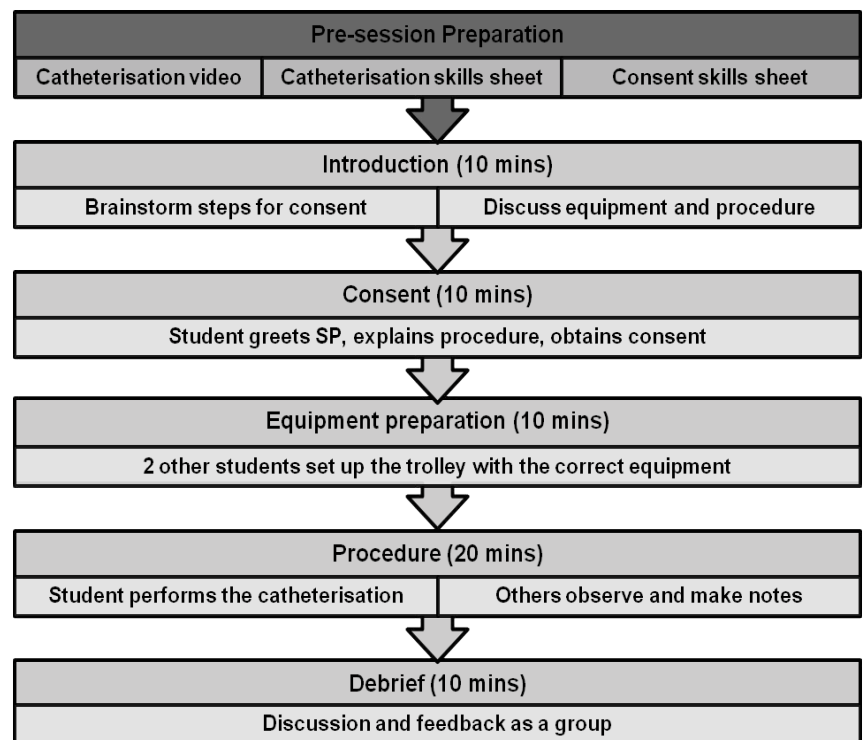 Pre-session Preparation
Catheterisation video
Catheterisation skills sheet
Consent skills sheet
Introduction (10 mins)
Brainstorm steps for consent
Discuss equipment and procedure
Consent (10 mins)
Student greets SP, explains procedure, obtains consent
Equipment preparation (10 mins)
2 other students set up the trolley with the correct equipment
Procedure (20 mins)
Student performs the catheterisation
Others observe and make notes
Debrief (10 mins)
Discussion and feedback as a group